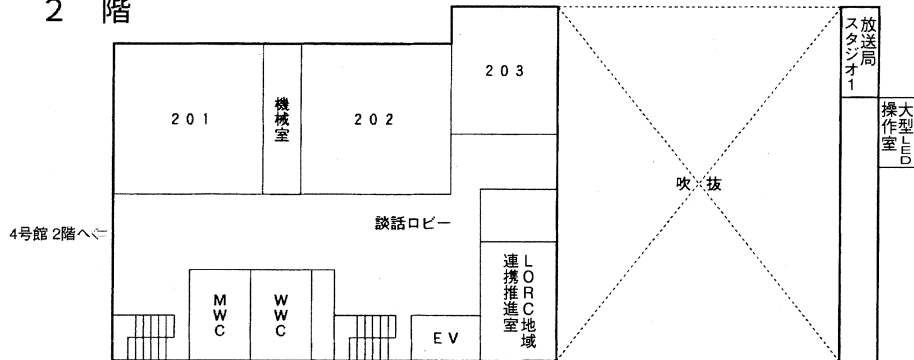 2 階
放送局
スタジオ1
203
大型LED
操作室
201
機械室
202
吹 抜
談話ロビー
4号館 2階へ⇐
LORC地域
連携推進室
MWC
WWC
EV